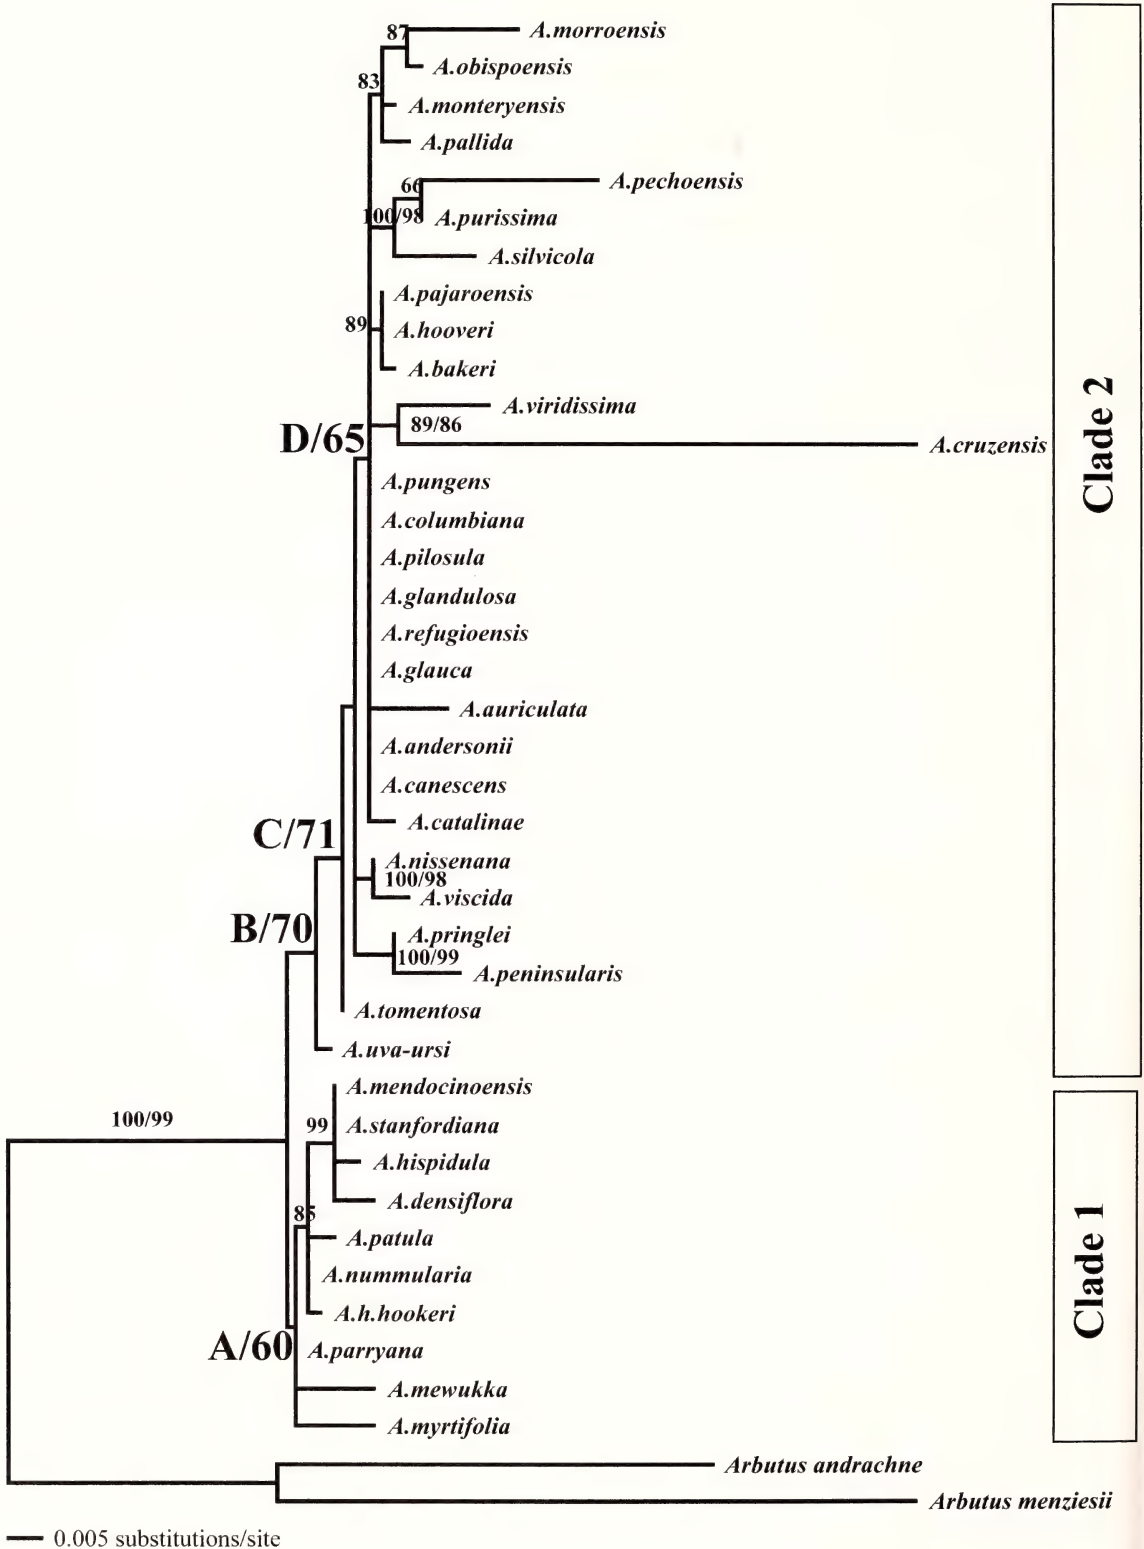 87
A.morroensis
A.obispoensis
83
A.monteryensis
A.pallida
A.pechoensis
66
100/98
A.purissima
A.silvicola
A.pajaroensis
89
A.hooveri
A.bakeri
A.viridissima
89/86
D/65
A.cruzensis
A.pungens
A.columbiana
A.pilosula
A.glandulosa
A.refugioensis
A.glauca
A.auriculata
A.andersonii
A.canescens
A.catalinae
C/71
A.nissenana
100/98
A.viscida
B/70
A.pringlei
100/99
A.peninsularis
A.tomentosa
A.uva-ursi
Clade 2
A.mendocinoensis
100/99
99
A.stanfordiana
A.hispidula
A.densiflora
85
A.patula
A.nummularia
A.h.hookeri
A/60
A.parryana
A.mewukka
A.myrtifolia
Clade 1
Arbutus andrachne
Arbutus menziesii
0.005 substitutions/site